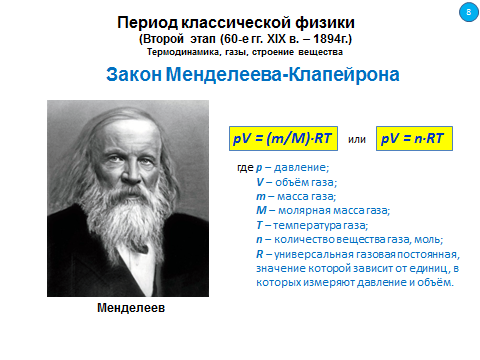 8
Период классической физики
(Второй этап (60-е гг. XIX в. – 1894г.)
Термодинамика, газы, строение вещества
Закон Менделеева-Клапейрона
pV = (m/M)·RT или pV = n·RT
где p – давление;
V – объём газа;
m – масса газа;
M – молярная масса газа;
T – температура газа;
n – количество вещества газа, моль;
R – универсальная газовая постоянная,
значение которой зависит от единиц, в
которых измеряют давление и объём.
Менделеев